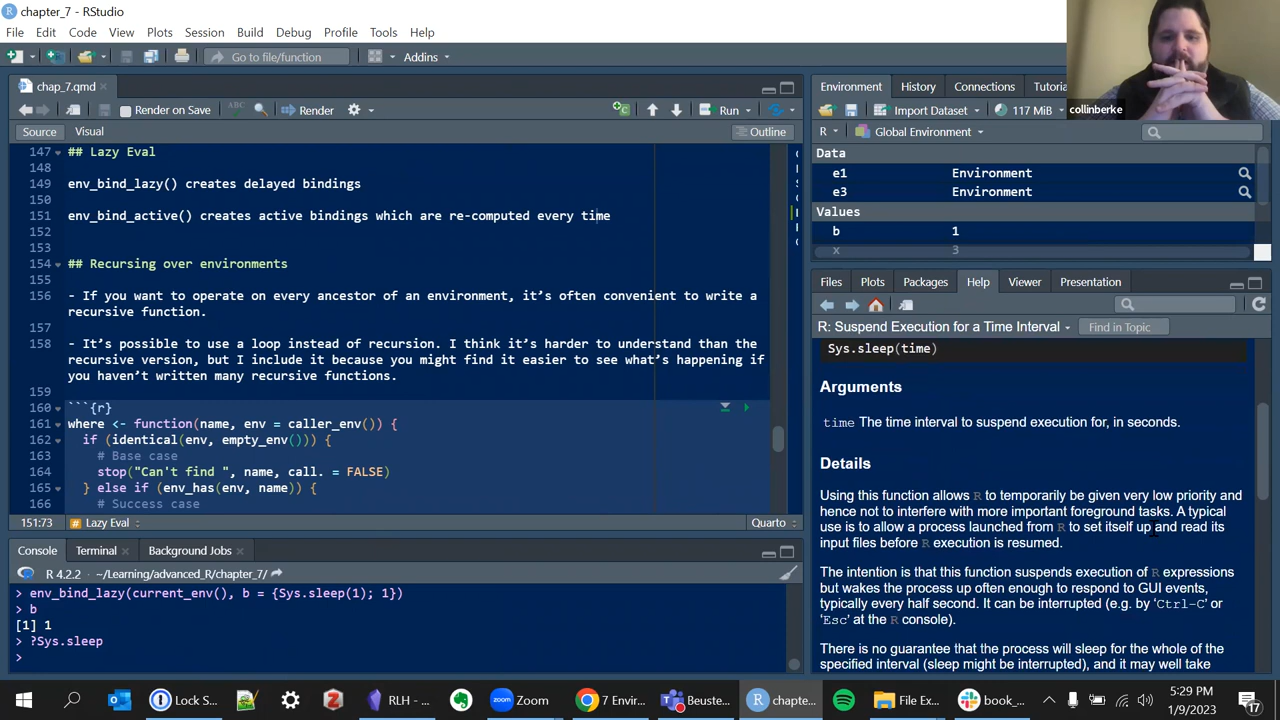 chapter_7 - RStudio
File Edit Code View Plots Session Build Debug Profile Tools Help
Go to file/function
Addins
chap_7.qmd
Render on Save
ABC
Render
Run
Source
Visual
Outline
147 ## Lazy Eval
148
149 env_bind_lazy() creates delayed bindings
150
151 env_bind_active() creates active bindings which are re-computed every time
152
153
154 ## Recursing over environments
155
156 - If you want to operate on every ancestor of an environment, it’s often convenient to write a
recursive function.
157
158 - It’s possible to use a loop instead of recursion. I think it’s harder to understand than the
recursive version, but I include it because you might find it easier to see what’s happening if
you haven’t written many recursive functions.
159
160 ```{r}
161 where <- function(name, env = caller_env()) {
162 if (identical(env, empty_env())) {
163 # Base case
164 stop("Can't find ", name, call. = FALSE)
165 } else if (env_has(env, name)) {
166 # Success case
151:73 Lazy Eval
Quarto
Console Terminal Background Jobs
R 4.2.2 · ~/Learning/advanced_R/chapter_7/
> env_bind_lazy(current_env(), b = {Sys.sleep(1); 1})
> b
[1] 1
> ?Sys.sleep
>
Environment History Connections Tutoria
collinberke
Import Dataset
117 MiB
R
Global Environment
Data
e1 Environment
e3 Environment
Values
b 1
x 3
Files Plots Packages Help Viewer Presentation
R: Suspend Execution for a Time Interval
Find in Topic
Sys.sleep(time)
Arguments
time The time interval to suspend execution for, in seconds.
Details
Using this function allows R to temporarily be given very low priority and
hence not to interfere with more important foreground tasks. A typical
use is to allow a process launched from R to set itself up and read its
input files before R execution is resumed.
The intention is that this function suspends execution of R expressions
but wakes the process up often enough to respond to GUI events,
typically every half second. It can be interrupted (e.g. by ‘Ctrl-C’ or
‘Esc’ at the R console).
There is no guarantee that the process will sleep for the whole of the
specified interval (sleep might be interrupted), and it may well take
Lock S...
RLH - ...
Zoom
7 Envir...
Beuste...
chapte...
File Ex...
book_...
5:29 PM
1/9/2023
17